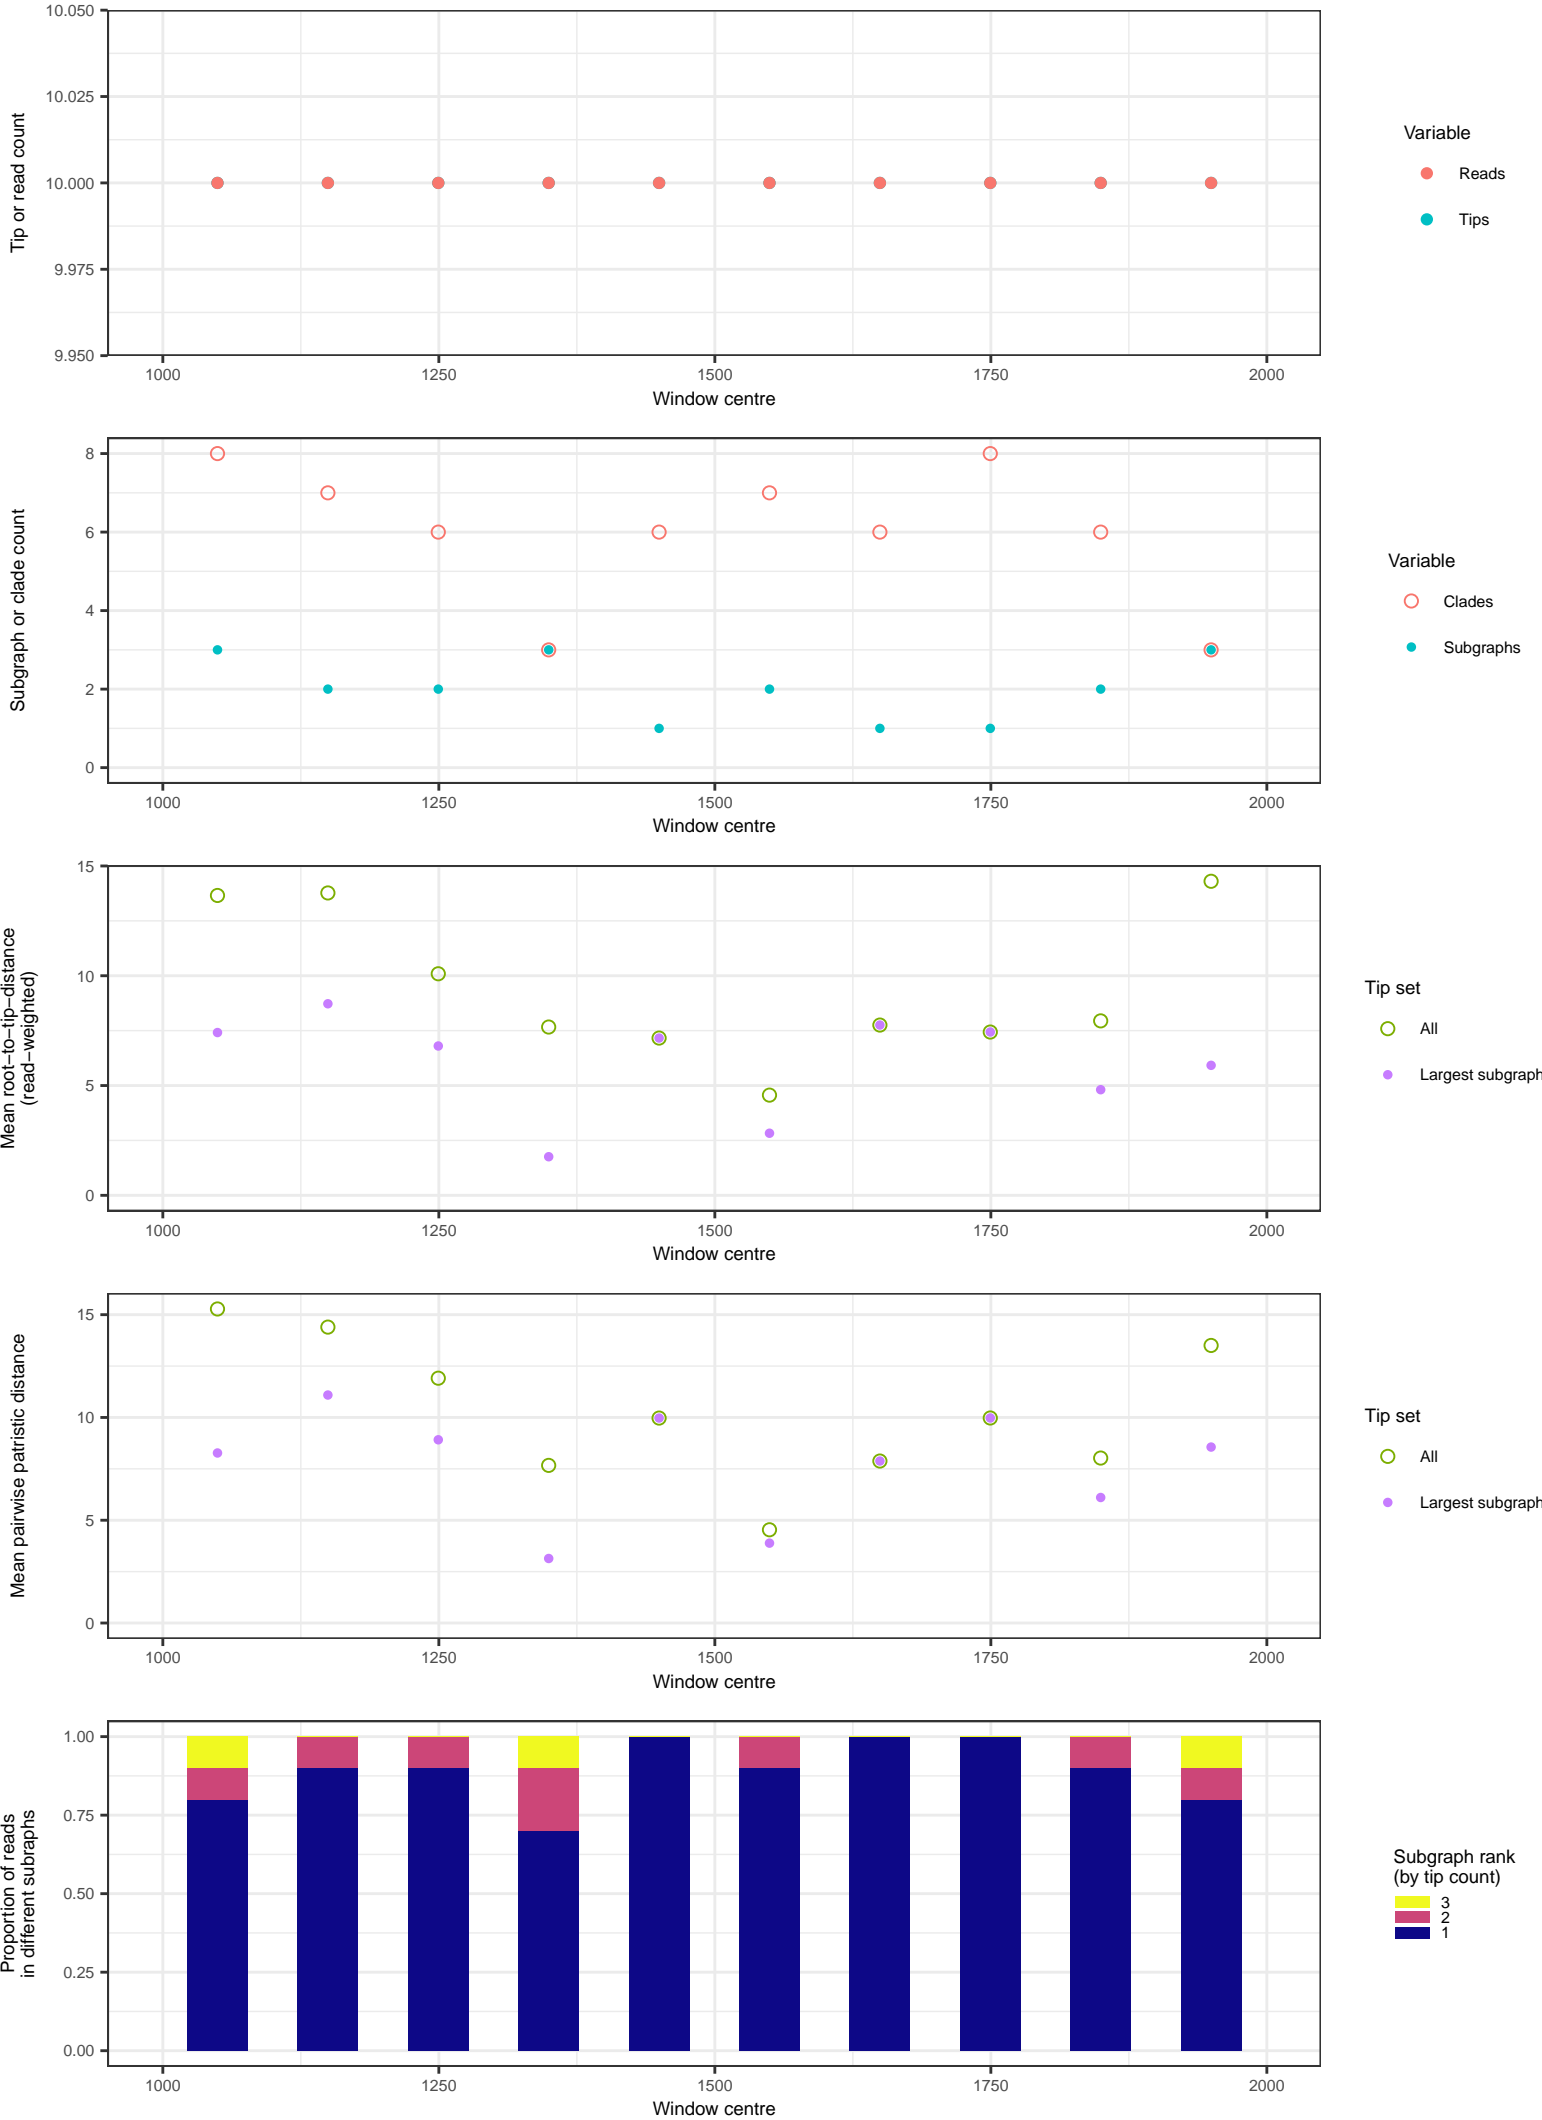 10.050
10.025
10.000
9.975
9.950
Tip or read count
1000 1250 1500 1750 2000
Window centre
Variable
Reads
Tips
8
6
4
2
0
Subgraph or clade count
1000 1250 1500 1750 2000
Window centre
Variable
Clades
Subgraphs
15
10
5
0
Mean root−to−tip−distance
(read−weighted)
1000 1250 1500 1750 2000
Window centre
Tip set
All
Largest subgraph
15
10
5
0
Mean pairwise patristic distance
1000 1250 1500 1750 2000
Window centre
Tip set
All
Largest subgraph
1.00
0.75
0.50
0.25
0.00
Proportion of reads
in different subraphs
1000 1250 1500 1750 2000
Window centre
Subgraph rank
(by tip count)
3
2
1